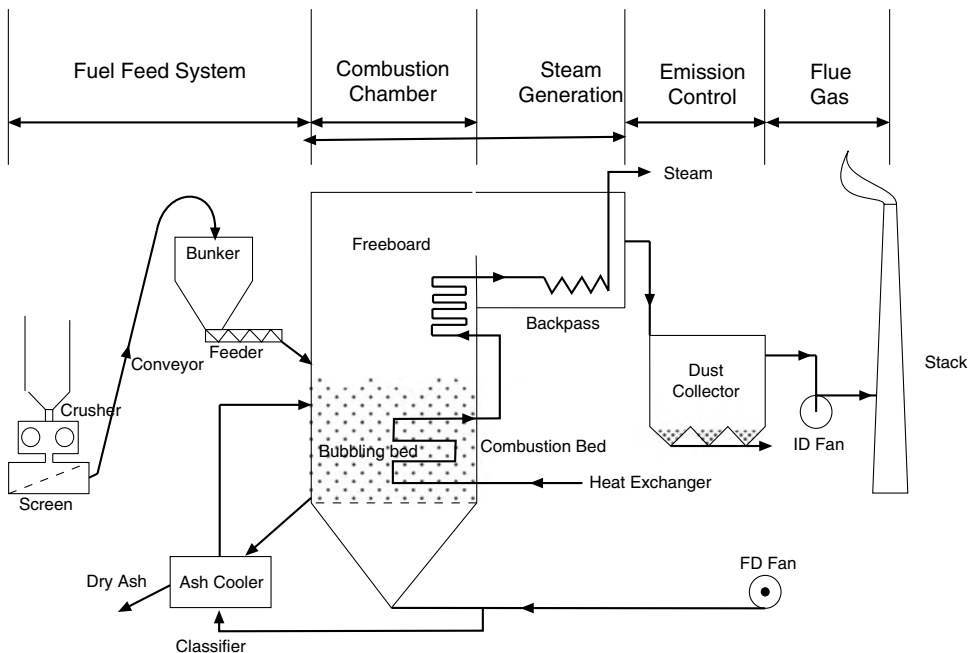 Fuel Feed System
Combustion
Chamber
Steam
Generation
Emission
Control
Flue
Gas
Steam
Bunker
Freeboard
Backpass
Feeder
Conveyor
Dust
Collector
Stack
Crusher
ID Fan
Bubbling bed
Combustion Bed
Screen
Heat Exchanger
FD Fan
Dry Ash
Ash Cooler
Classifier